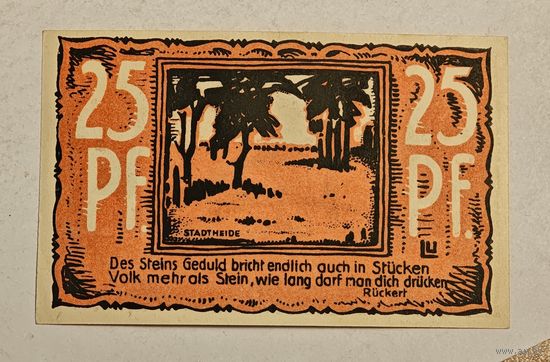 25
PF.
25
PF.
STADTHEIDE
LU
Des Steins Geduld bricht endlich auch in Stücken
Volk mehr als Stein, wie lang darf man dich drücken
Rückert